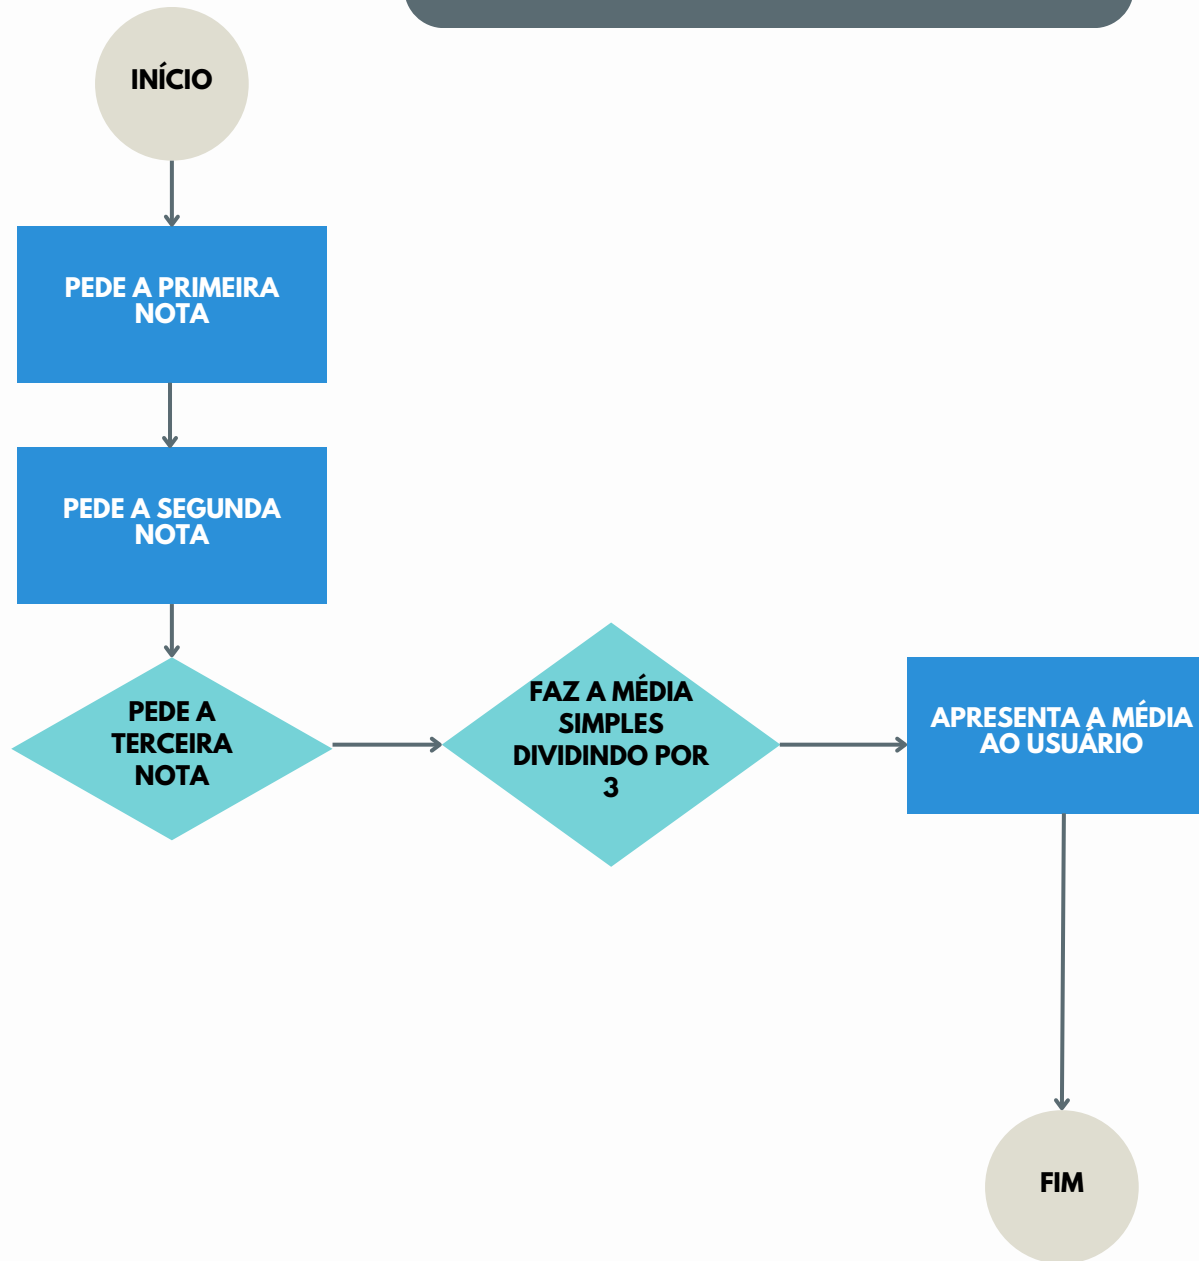 INÍCIO
PEDE A PRIMEIRA
NOTA
PEDE A SEGUNDA
NOTA
PEDE A
TERCEIRA
NOTA
FAZ A MÉDIA
SIMPLES
DIVIDINDO POR
3
APRESENTA A MÉDIA
AO USUÁRIO
FIM